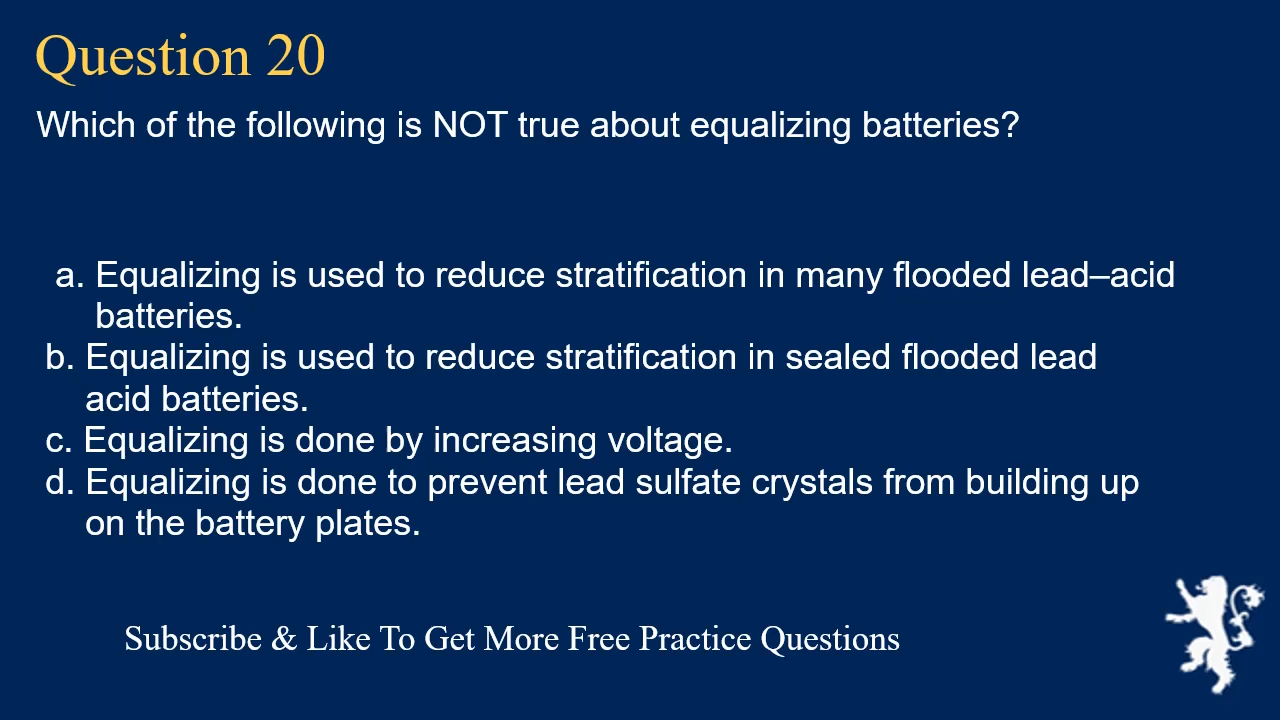 Question 20
Which of the following is NOT true about equalizing batteries?
a. Equalizing is used to reduce stratification in many flooded lead–acid
batteries.
b. Equalizing is used to reduce stratification in sealed flooded lead
acid batteries.
c. Equalizing is done by increasing voltage.
d. Equalizing is done to prevent lead sulfate crystals from building up
on the battery plates.
Subscribe & Like To Get More Free Practice Questions